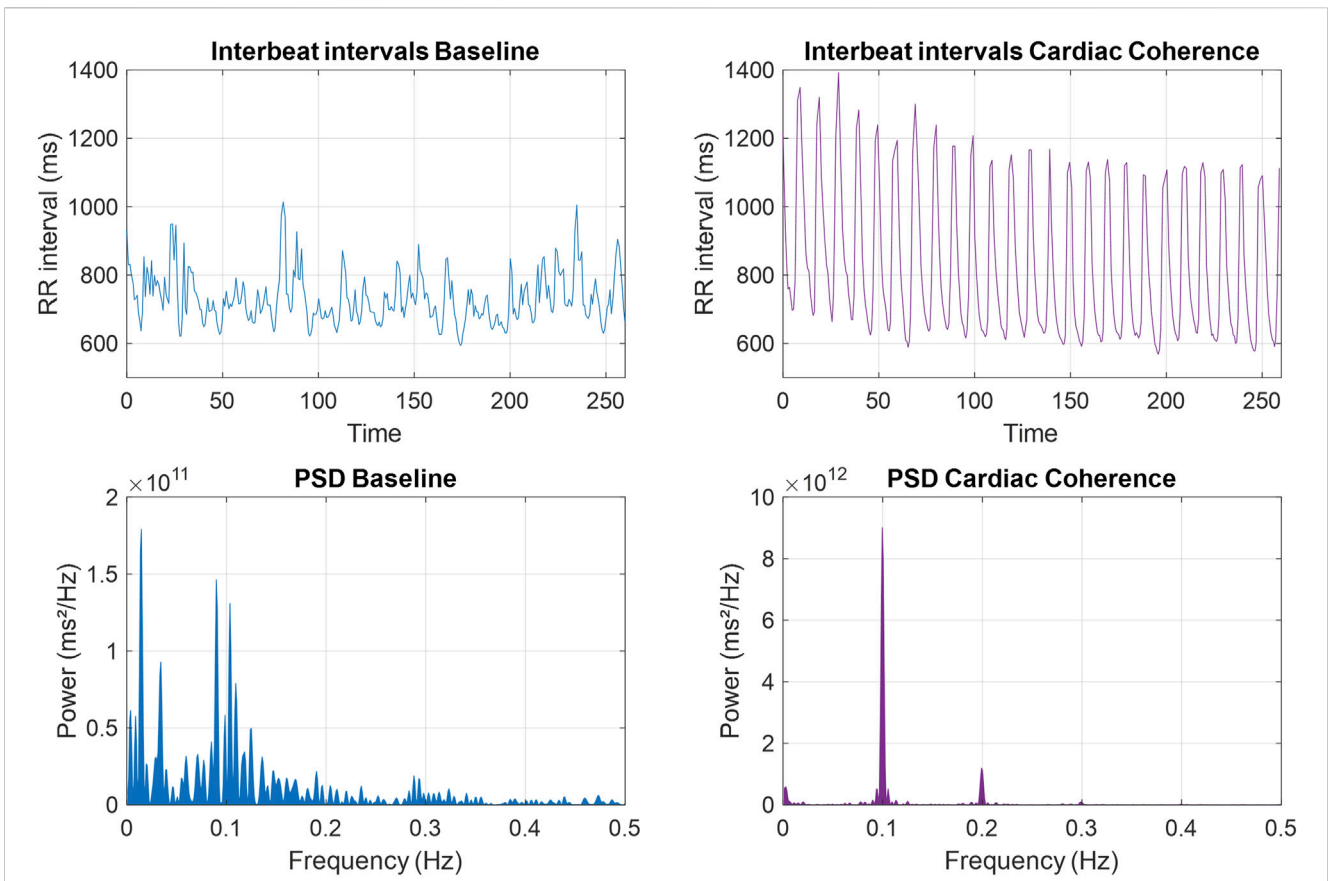 Interbeat intervals Baseline
1400
1200
1000
800
600
RR interval (ms)
0 50 100 150 200 250
Time
Interbeat intervals Cardiac Coherence
1400
1200
1000
800
600
RR interval (ms)
0 50 100 150 200 250
Time
×10¹¹
PSD Baseline
2
1.5
1
0.5
0
Power (ms²/Hz)
0 0.1 0.2 0.3 0.4 0.5
Frequency (Hz)
×10¹²
PSD Cardiac Coherence
10
8
6
4
2
0
Power (ms²/Hz)
0 0.1 0.2 0.3 0.4 0.5
Frequency (Hz)